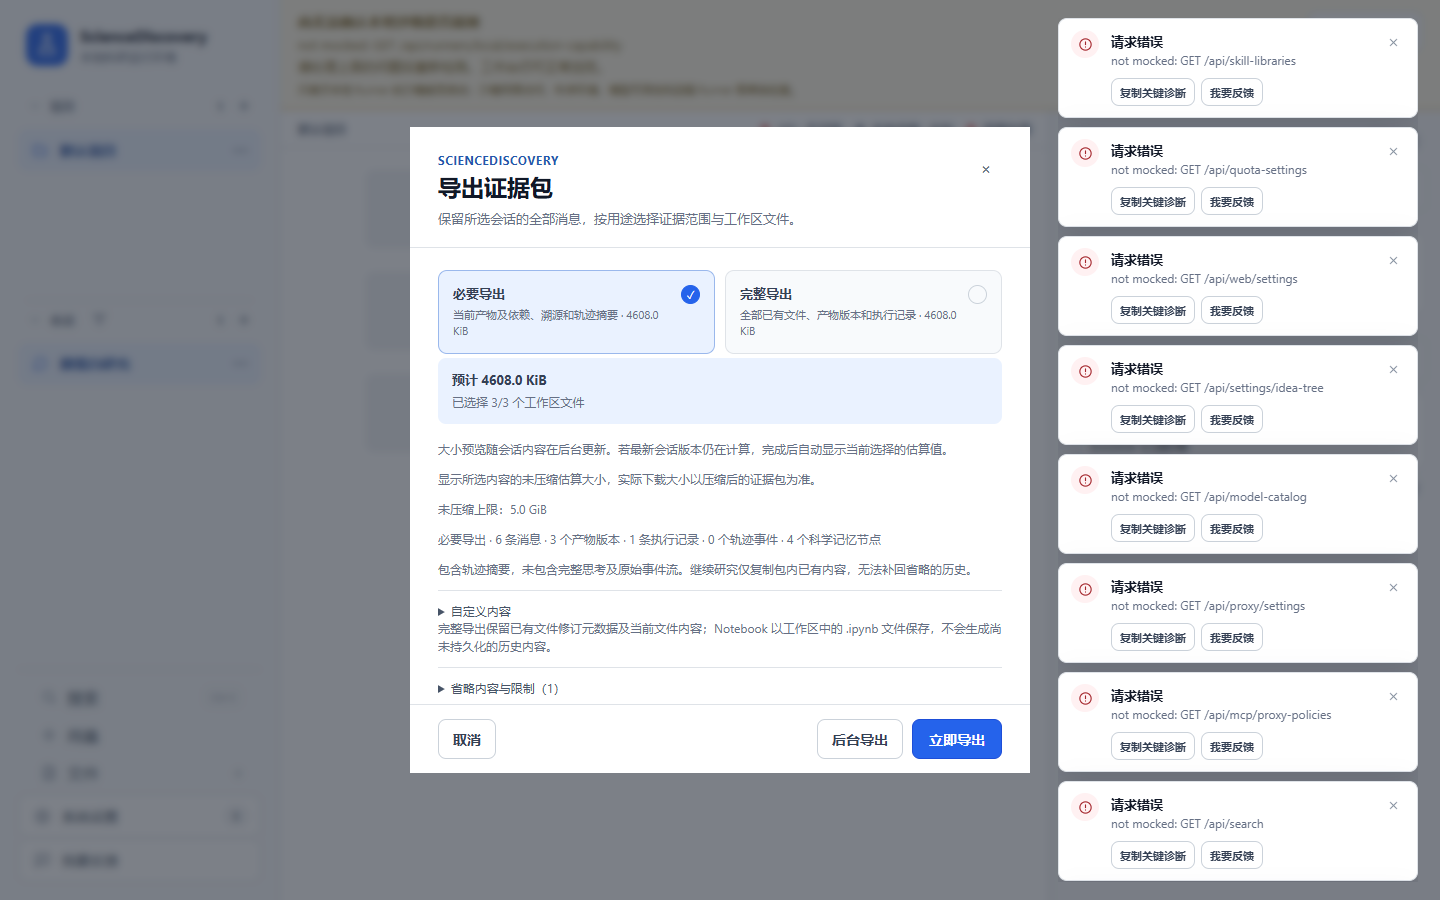 ScienceDiscovery
SCIENCEDISCOVERY
导出证据包
保留所选会话的全部消息，按用途选择证据范围与工作区文件。
必要导出
当前产物及依赖、溯源和轨迹摘要 · 4608.0
KiB
完整导出
全部已有文件、产物版本和执行记录 · 4608.0
KiB
预计 4608.0 KiB
已选择 3/3 个工作区文件
大小预览随会话内容在后台更新。若最新会话版本仍在计算，完成后自动显示当前选择的估算值。
显示所选内容的未压缩估算大小，实际下载大小以压缩后的证据包为准。
未压缩上限：5.0 GiB
必要导出 · 6 条消息 · 3 个产物版本 · 1 条执行记录 · 0 个轨迹事件 · 4 个科学记忆节点
包含轨迹摘要，未包含完整思考及原始事件流。继续研究仅复制包内已有内容，无法补回省略的历史。
自定义内容
完整导出保留已有文件修订元数据及当前文件内容；Notebook 以工作区中的 .ipynb 文件保存，不会生成尚
未持久化的历史内容。
省略内容与限制（1）
取消
后台导出
立即导出
请求错误
not mocked: GET /api/skill-libraries
复制关键诊断
我要反馈
请求错误
not mocked: GET /api/quota-settings
复制关键诊断
我要反馈
请求错误
not mocked: GET /api/web/settings
复制关键诊断
我要反馈
请求错误
not mocked: GET /api/settings/idea-tree
复制关键诊断
我要反馈
请求错误
not mocked: GET /api/model-catalog
复制关键诊断
我要反馈
请求错误
not mocked: GET /api/proxy/settings
复制关键诊断
我要反馈
请求错误
not mocked: GET /api/mcp/proxy-policies
复制关键诊断
我要反馈
请求错误
not mocked: GET /api/search
复制关键诊断
我要反馈